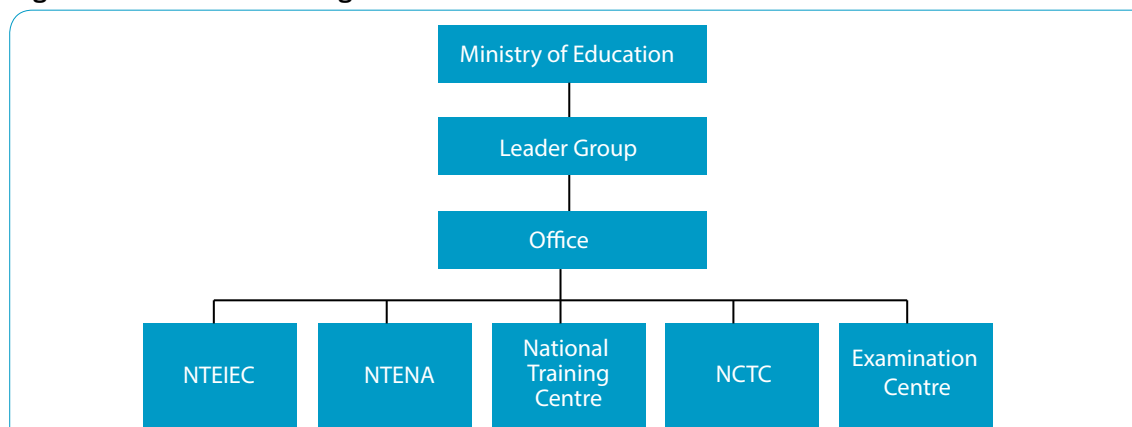 Ministry of Education
Leader Group
Office
NTEIEC
NTENA
National
Training
Centre
NCTC
Examination
Centre